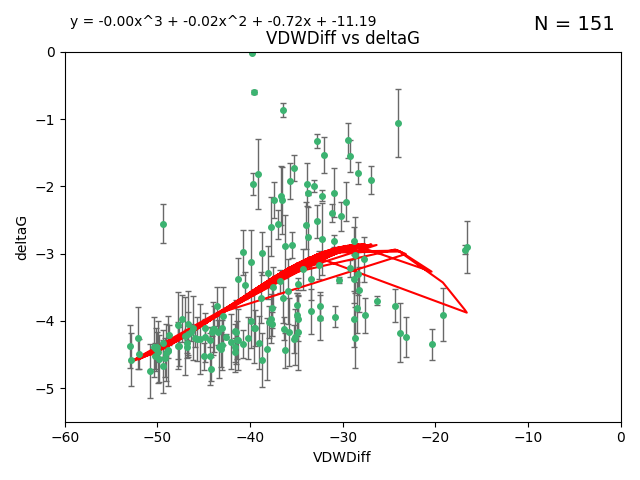 y = -0.00x^3 + -0.02x^2 + -0.72x + -11.19
N = 151
VDWDiff vs deltaG
0
−1
−2
−3
−4
−5
deltaG
−60 −50 −40 −30 −20 −10 0
VDWDiff